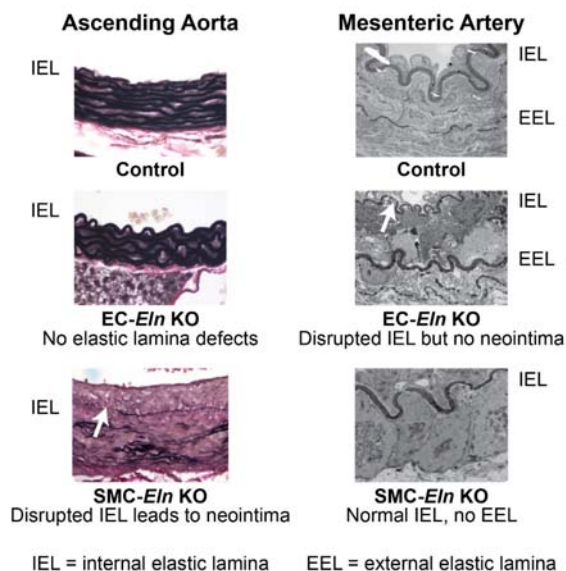 Ascending Aorta
Mesenteric Artery
IEL
IEL
EEL
Control
Control
IEL
IEL
EEL
EC-Eln KO
No elastic lamina defects
EC-Eln KO
Disrupted IEL but no neointima
IEL
IEL
SMC-Eln KO
Disrupted IEL leads to neointima
SMC-Eln KO
Normal IEL, no EEL
IEL = internal elastic lamina
EEL = external elastic lamina